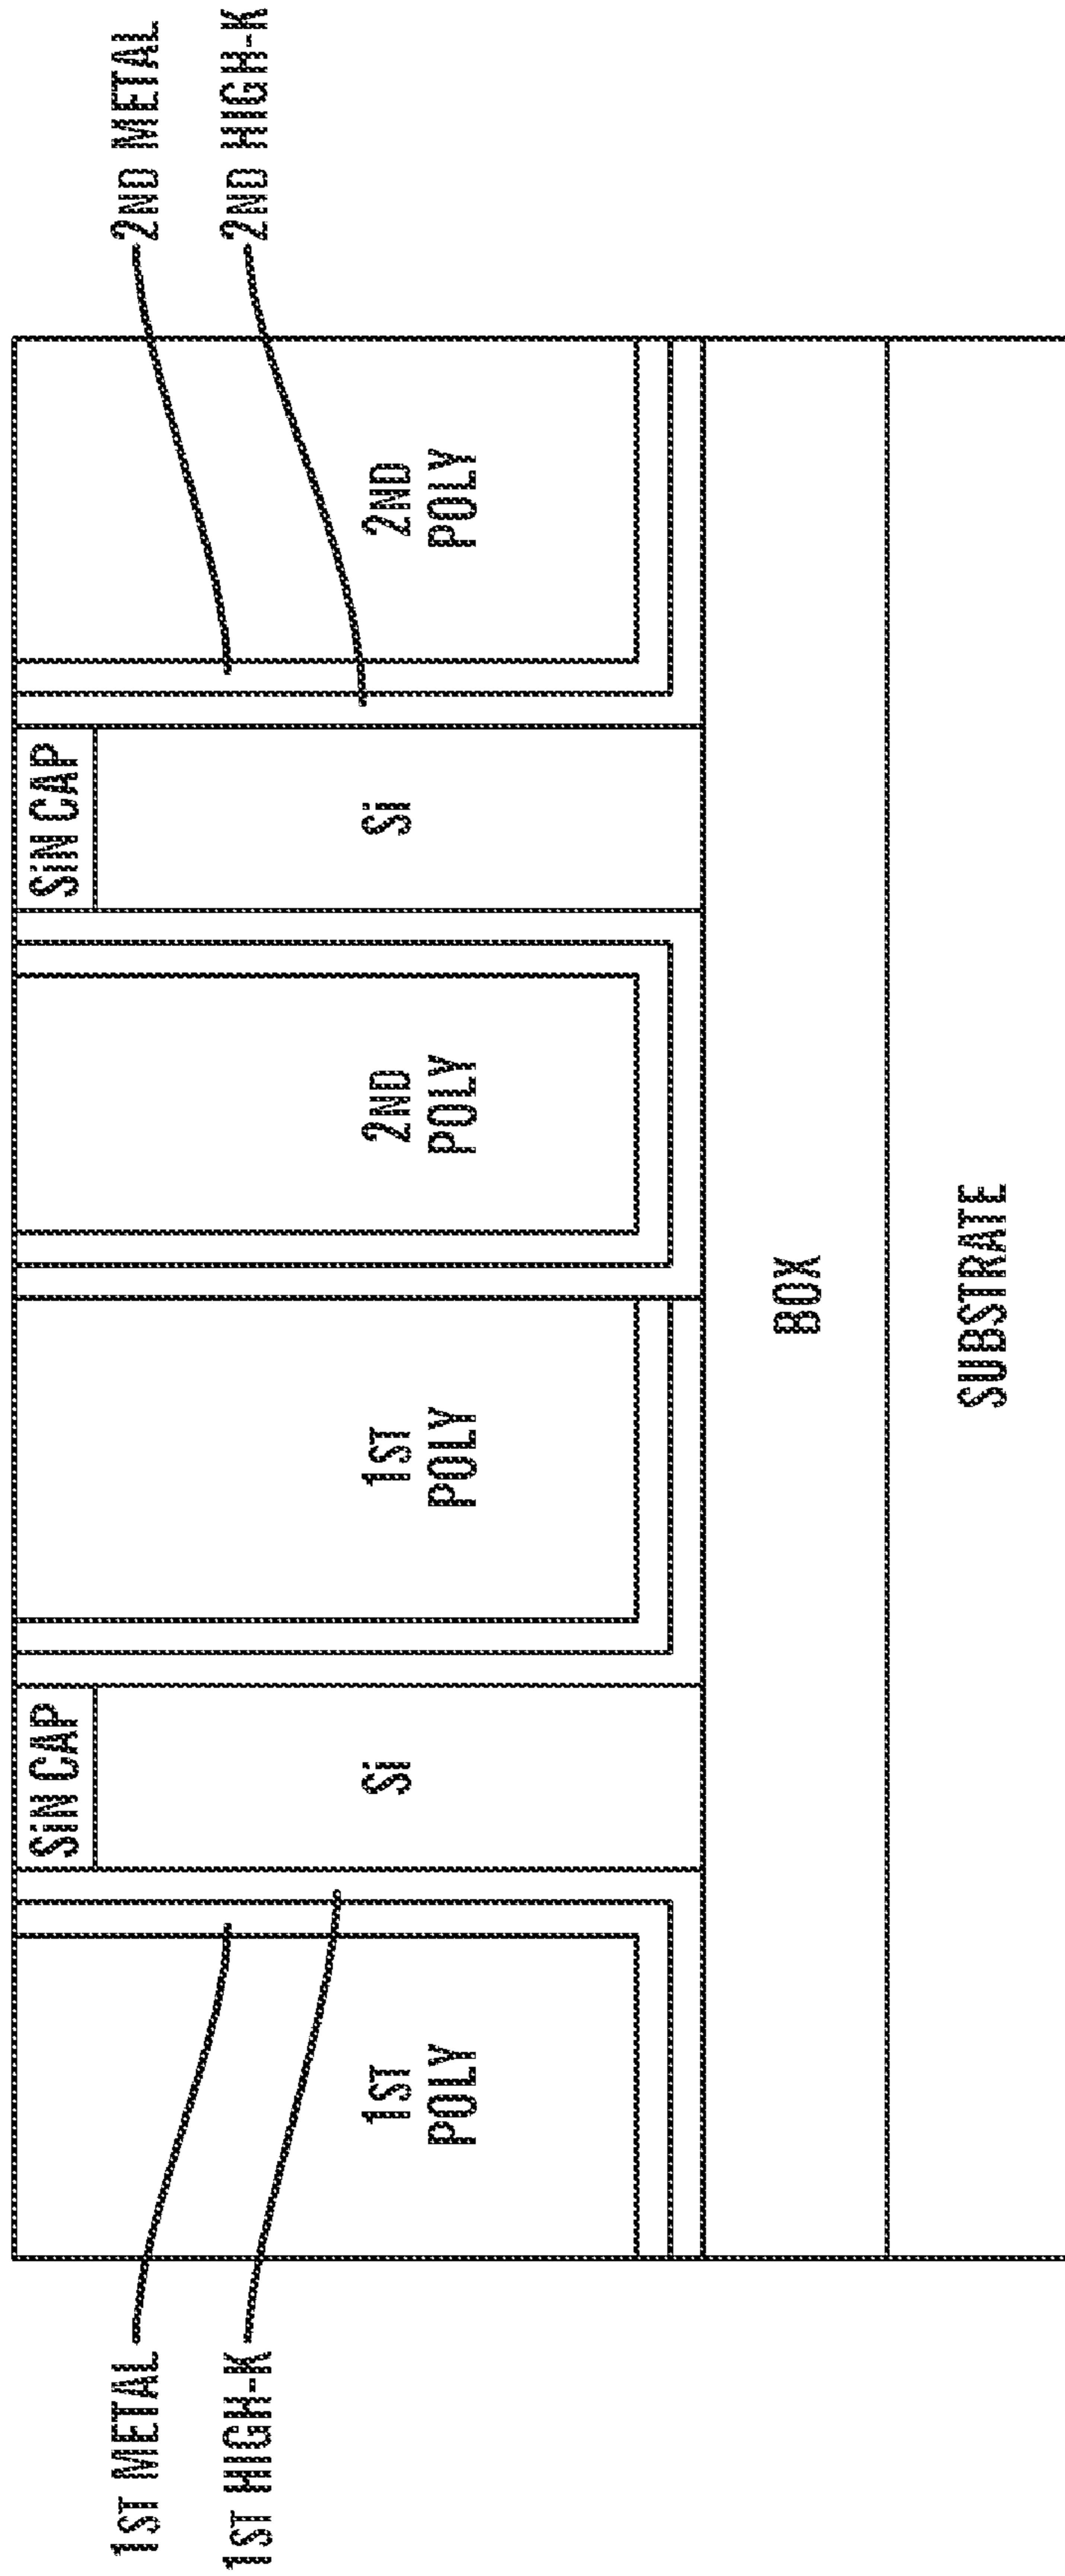 1ST METAL
1ST HIGH-K
2ND METAL
2ND HIGH-K
SiN CAP
SiN CAP
1ST
POLY
Si
1ST
POLY
2ND
POLY
Si
2ND
POLY
BOX
SUBSTRATE